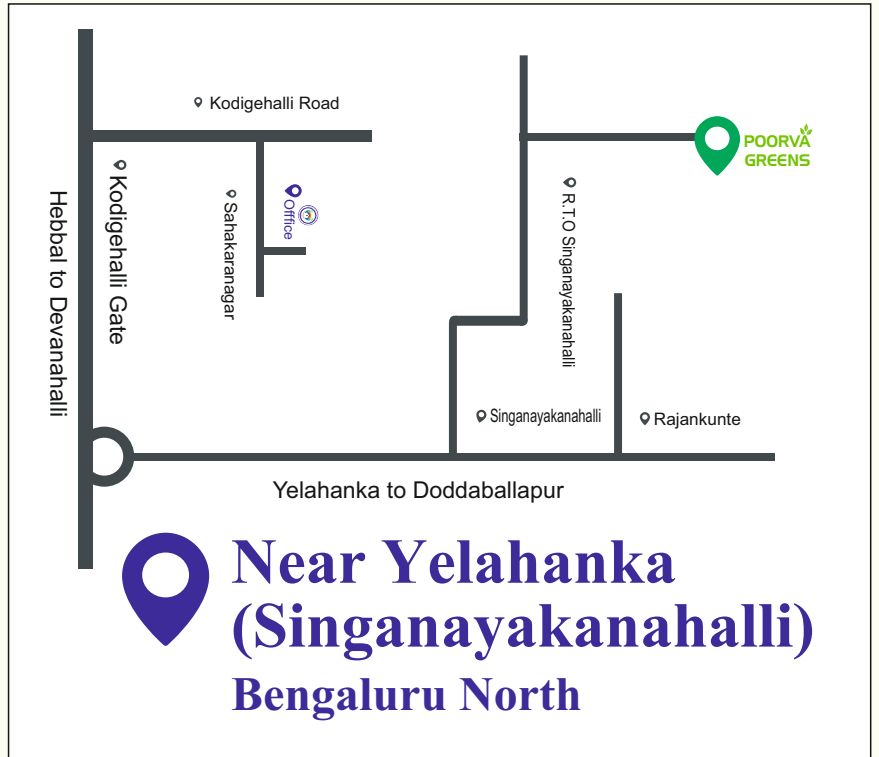 Kodigehalli Road
POORVA
GREENS
Kodigehalli Gate
Hebbal to Devanahalli
Sahakaranagar
Offfice
R.T.O Singanayakanahalli
Singanayakanahalli
Rajankunte
Yelahanka to Doddaballapur
Near Yelahanka
(Singanayakanahalli)
Bengaluru North